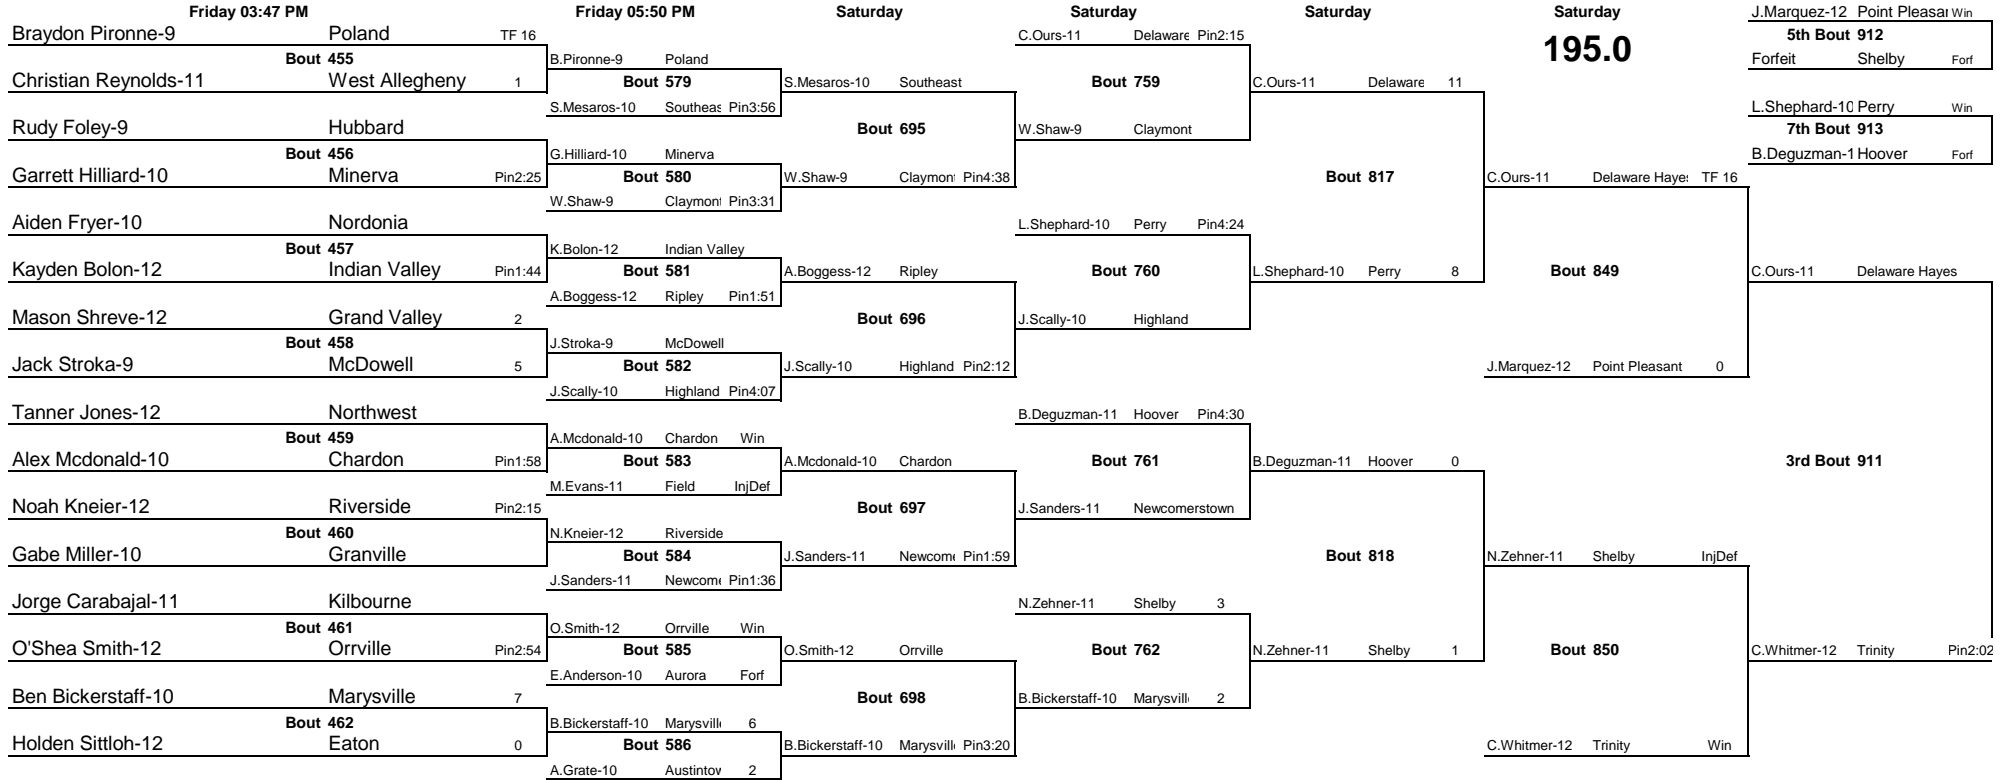 Friday 03:47 PM Friday 05:50 PM Saturday Saturday Saturday Saturday
195.0
Braydon Pironne-9 Poland TF 16
Bout 455
Christian Reynolds-11 West Allegheny 1
Rudy Foley-9 Hubbard
Bout 456
Garrett Hilliard-10 Minerva Pin2:25
Aiden Fryer-10 Nordonia
Bout 457
Kayden Bolon-12 Indian Valley Pin1:44
Mason Shreve-12 Grand Valley 2
Bout 458
Jack Stroka-9 McDowell 5
Tanner Jones-12 Northwest
Bout 459
Alex Mcdonald-10 Chardon Pin1:58
Noah Kneier-12 Riverside Pin2:15
Bout 460
Gabe Miller-10 Granville
Jorge Carabajal-11 Kilbourne
Bout 461
O'Shea Smith-12 Orrville Pin2:54
Ben Bickerstaff-10 Marysville 7
Bout 462
Holden Sittloh-12 Eaton 0
B.Pironne-9 Poland
Bout 579
S.Mesaros-10 Southeas Pin3:56
G.Hilliard-10 Minerva
Bout 580
W.Shaw-9 Claymont Pin3:31
K.Bolon-12 Indian Valley
Bout 581
A.Boggess-12 Ripley Pin1:51
J.Stroka-9 McDowell
Bout 582
J.Scally-10 Highland Pin4:07
A.Mcdonald-10 Chardon Win
Bout 583
M.Evans-11 Field InjDef
N.Kneier-12 Riverside
Bout 584
J.Sanders-11 Newcome Pin1:36
O.Smith-12 Orrville Win
Bout 585
E.Anderson-10 Aurora Forf
B.Bickerstaff-10 Marysvill 6
Bout 586
A.Grate-10 Austintow 2
S.Mesaros-10 Southeast
Bout 695
W.Shaw-9 Claymont Pin4:38
A.Boggess-12 Ripley
Bout 696
J.Scally-10 Highland Pin2:12
A.Mcdonald-10 Chardon
Bout 697
J.Sanders-11 Newcome Pin1:59
O.Smith-12 Orrville
Bout 698
B.Bickerstaff-10 Marysvill Pin3:20
C.Ours-11 Delaware Pin2:15
Bout 759
W.Shaw-9 Claymont
L.Shephard-10 Perry Pin4:24
Bout 760
J.Scally-10 Highland
B.Deguzman-11 Hoover Pin4:30
Bout 761
J.Sanders-11 Newcomerstown
N.Zehner-11 Shelby 3
Bout 762
B.Bickerstaff-10 Marysvill 2
C.Ours-11 Delaware 11
Bout 817
L.Shephard-10 Perry 8
B.Deguzman-11 Hoover 0
Bout 818
N.Zehner-11 Shelby 1
C.Ours-11 Delaware Hayes TF 16
Bout 849
J.Marquez-12 Point Pleasant 0
N.Zehner-11 Shelby InjDef
Bout 850
C.Whitmer-12 Trinity Win
J.Marquez-12 Point Pleasar Win
5th Bout 912
Forfeit Shelby Forf
L.Shephard-10 Perry Win
7th Bout 913
B.Deguzman-1 Hoover Forf
C.Ours-11 Delaware Hayes
3rd Bout 911
C.Whitmer-12 Trinity Pin2:02